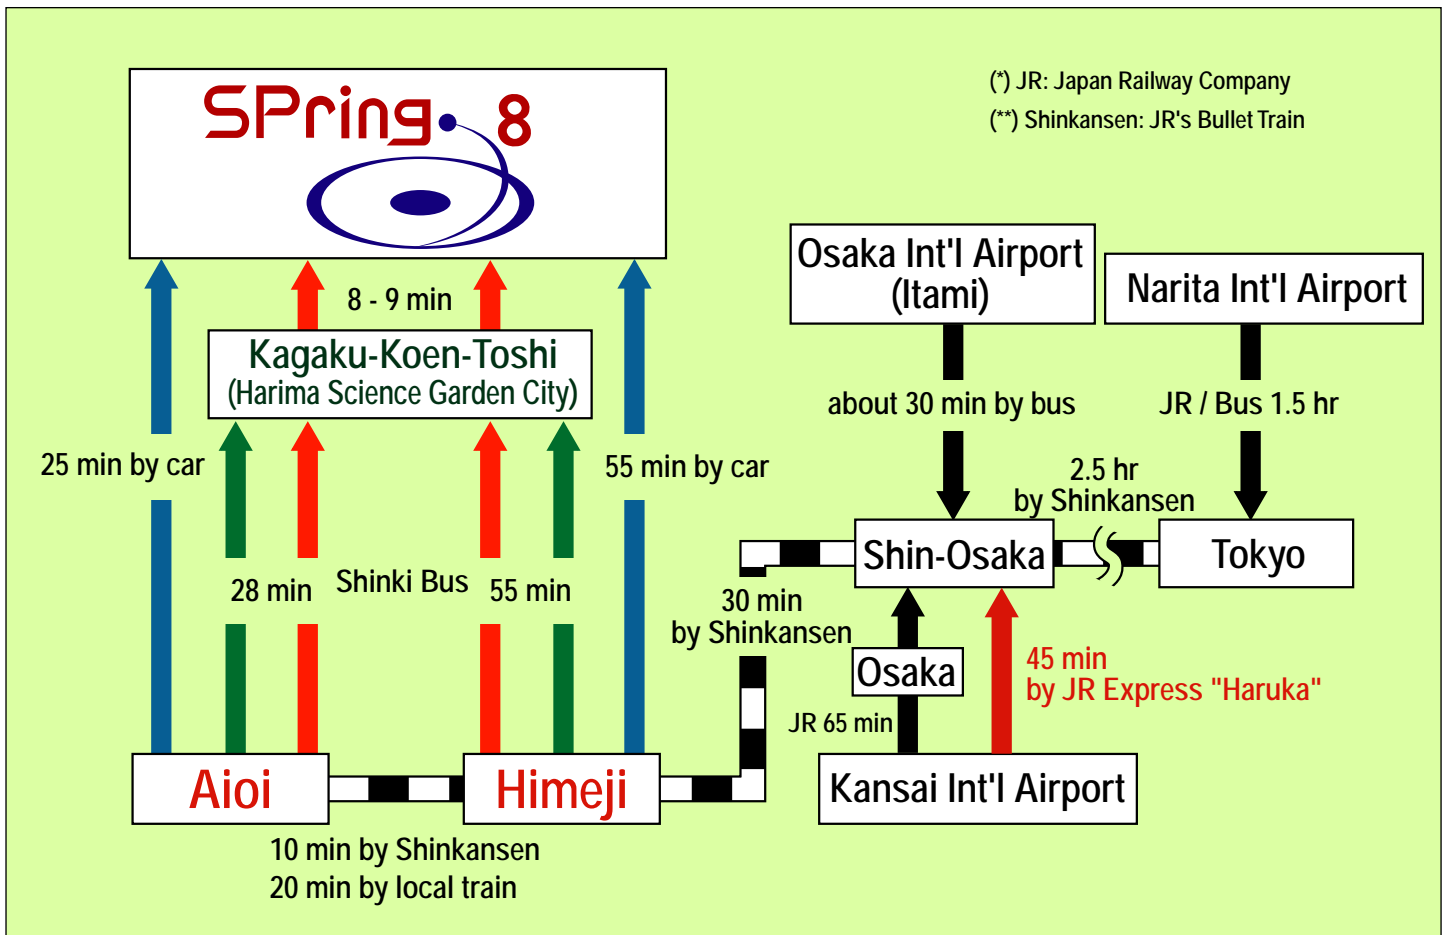 (*) JR: Japan Railway Company
(**) Shinkansen: JR's Bullet Train
SPring-8
Osaka Int'l Airport
(Itami)
Narita Int'l Airport
8 - 9 min
Kagaku-Koen-Toshi
(Harima Science Garden City)
about 30 min by bus
JR / Bus 1.5 hr
25 min by car
55 min by car
2.5 hr
by Shinkansen
Shin-Osaka
Tokyo
28 min
Shinki Bus
55 min
30 min
by Shinkansen
Osaka
45 min
by JR Express "Haruka"
JR 65 min
Aioi
Himeji
Kansai Int'l Airport
10 min by Shinkansen
20 min by local train